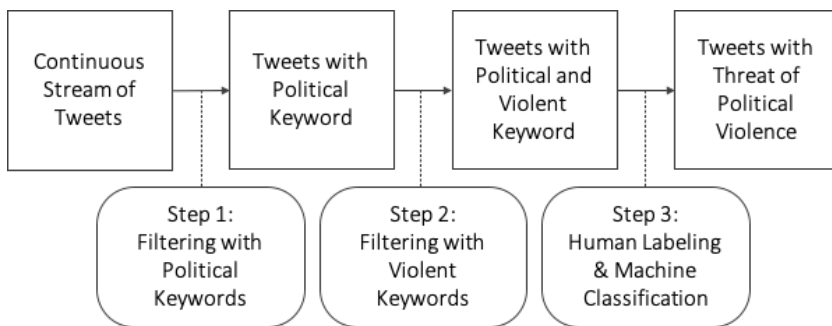 Continuous
Stream of
Tweets
Tweets with
Political
Keyword
Tweets with
Political and
Violent
Keyword
Tweets with
Threat of
Political
Violence
Step 1:
Filtering with
Political
Keywords
Step 2:
Filtering with
Violent
Keywords
Step 3:
Human Labeling
& Machine
Classification